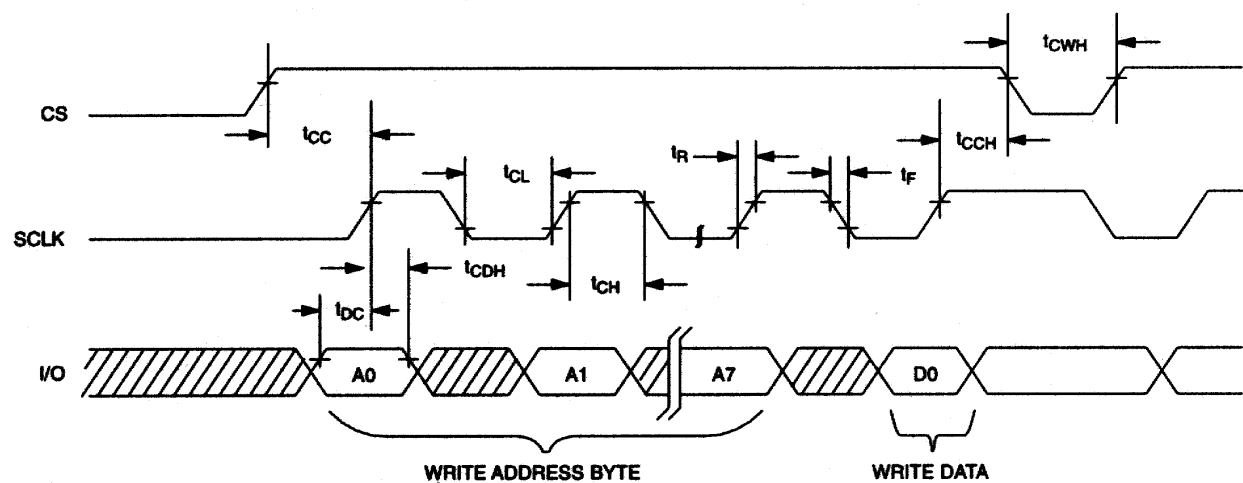 tCWH
CS
tCC
tCCH
tR
tCL
tF
SCLK
tCDH
tCH
tDC
I/O
A0
A1
A7
D0
WRITE ADDRESS BYTE
WRITE DATA